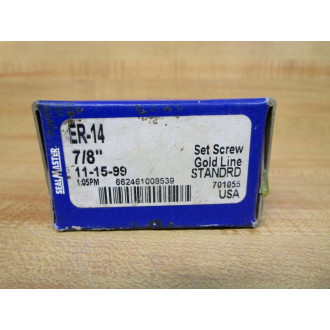 SEALMASTER
ER-14
7/8"
11-15-99
1:05PM
662461008539
Set Screw
Gold Line
STANDRD
701055
USA